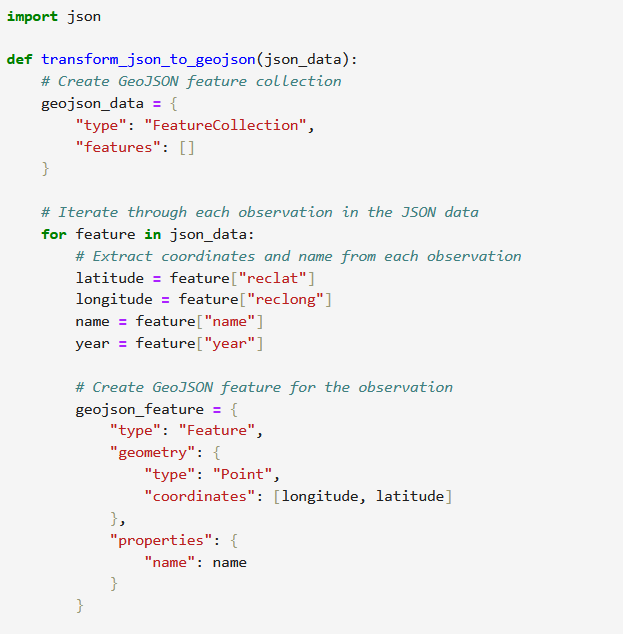 import json
def transform_json_to_geojson(json_data):
    # Create GeoJSON feature collection
    geojson_data = {
        "type": "FeatureCollection",
        "features": []
    }
    # Iterate through each observation in the JSON data
    for feature in json_data:
        # Extract coordinates and name from each observation
        latitude = feature["reclat"]
        longitude = feature["reclong"]
        name = feature["name"]
        year = feature["year"]
        # Create GeoJSON feature for the observation
        geojson_feature = {
            "type": "Feature",
            "geometry": {
                "type": "Point",
                "coordinates": [longitude, latitude]
            },
            "properties": {
                "name": name
            }
        }